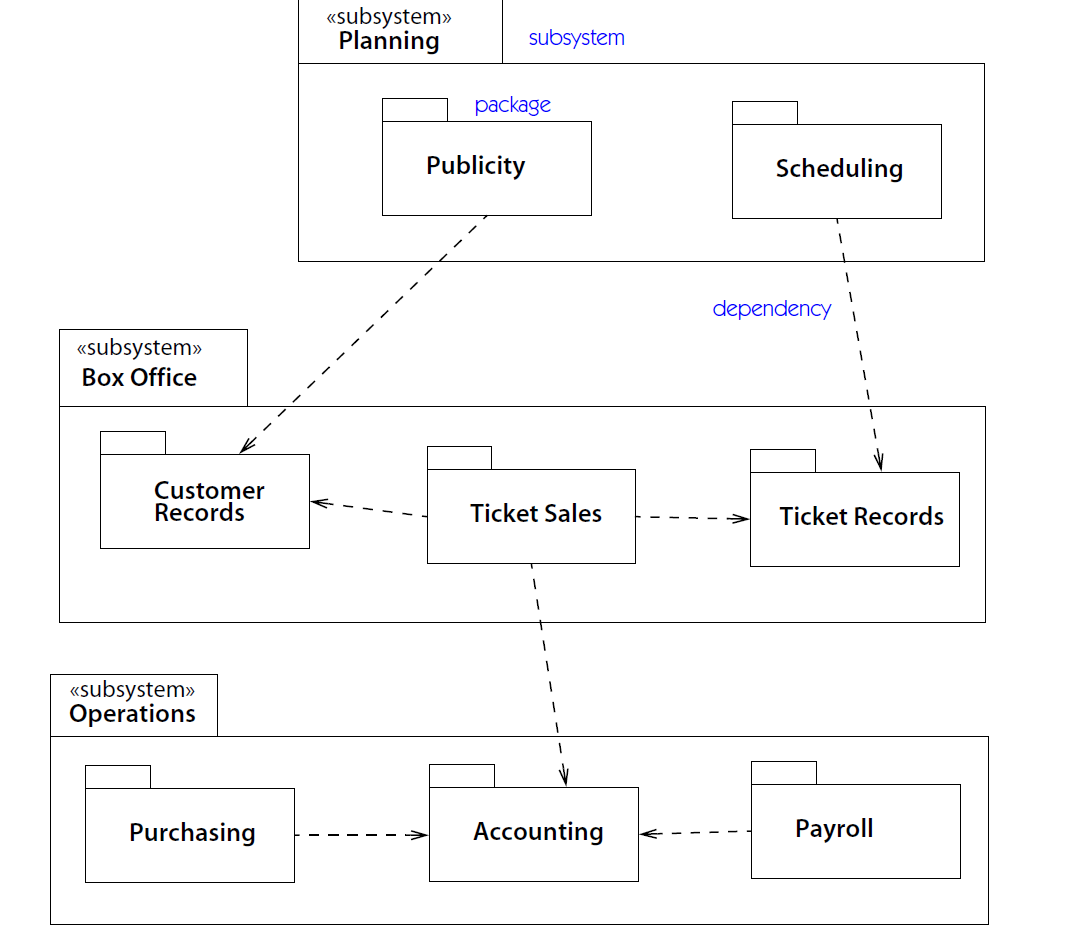 «subsystem»
Planning
subsystem
package
Publicity
Scheduling
dependency
«subsystem»
Box Office
Customer
Records
Ticket Sales
Ticket Records
«subsystem»
Operations
Purchasing
Accounting
Payroll